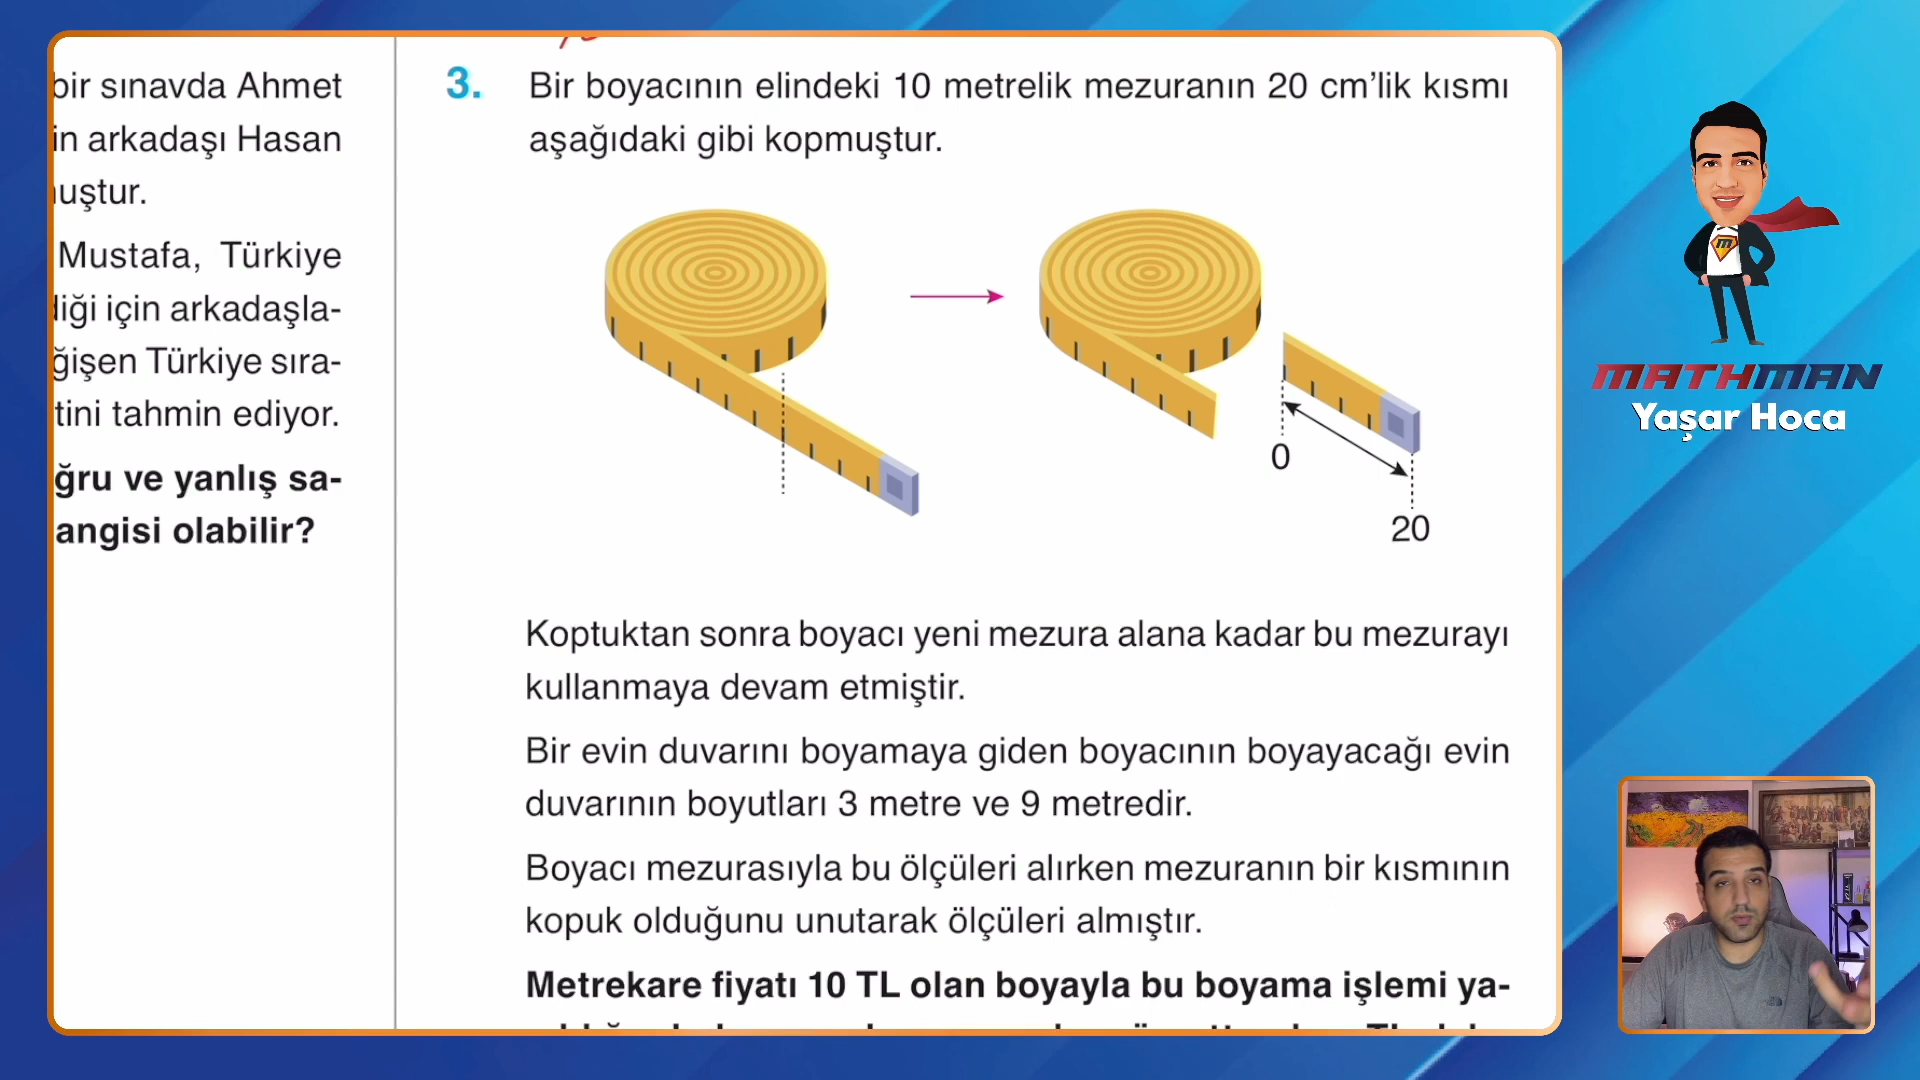 bir sınavda Ahmet
in arkadaşı Hasan
uştur.
Mustafa, Türkiye
diği için arkadaşla-
ğişen Türkiye sıra-
tini tahmin ediyor.
ğru ve yanlış sa-
angisi olabilir?
3. Bir boyacının elindeki 10 metrelik mezuranın 20 cm’lik kısmı
aşağıdaki gibi kopmuştur.
0
20
Koptuktan sonra boyacı yeni mezura alana kadar bu mezurayı
kullanmaya devam etmiştir.
Bir evin duvarını boyamaya giden boyacının boyayacağı evin
duvarının boyutları 3 metre ve 9 metredir.
Boyacı mezurasıyla bu ölçüleri alırken mezuranın bir kısmının
kopuk olduğunu unutarak ölçüleri almıştır.
Metrekare fiyatı 10 TL olan boyayla bu boyama işlemi ya-
MATHMAN
Yaşar Hoca